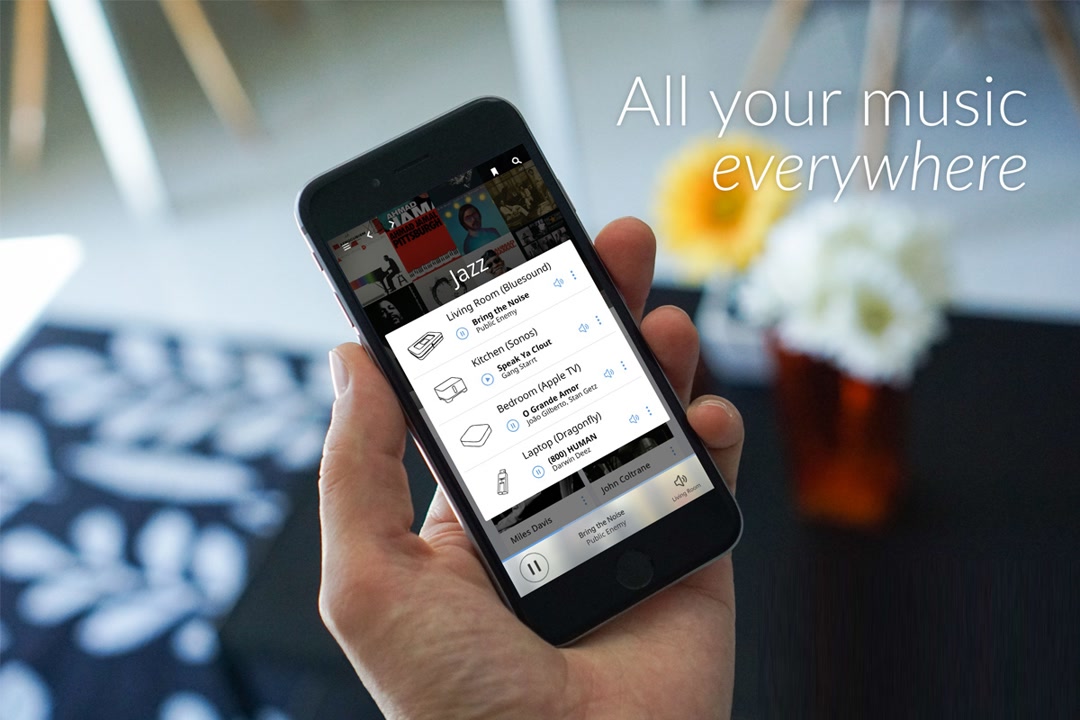 All your music
everywhere
AHMAD
JAMAL
PITTSBURGH
Jazz
Living Room (Bluesound)
Bring the Noise
Public Enemy
Kitchen (Sonos)
Speak Ya Clout
Gang Starrt
Bedroom (Apple TV)
O Grande Amor
João Gilberto, Stan Getz
Laptop (Dragonfly)
(800) HUMAN
Darwin Deez
Miles Davis
John Coltrane
Bring the Noise
Public Enemy
Living Room